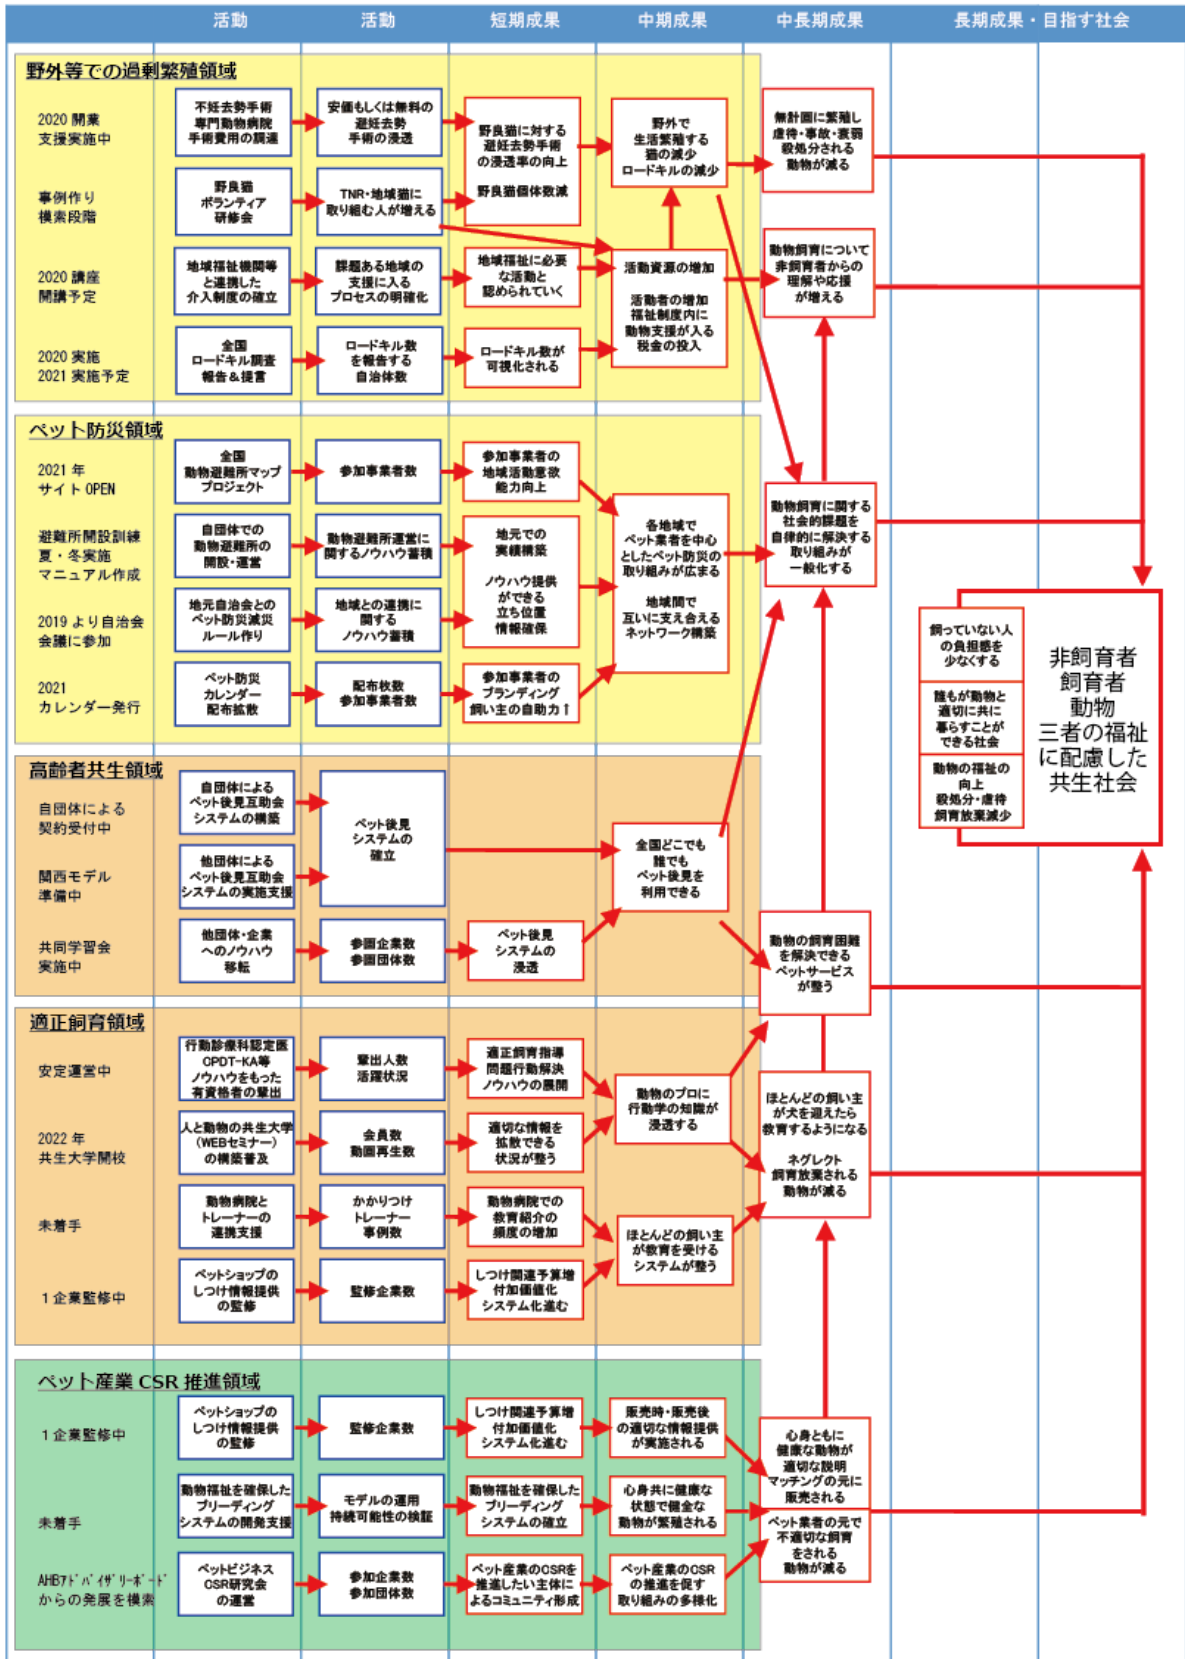 活動
活動
短期成果
中期成果
中長期成果
長期成果・目指す社会
野外等での過剰繁殖領域
2020 開業
支援実施中
不妊去勢手術
専門動物病院
手術費用の調達
安価もしくは無料の
避妊去勢
手術の浸透
野良猫に対する
避妊去勢手術
の浸透率の向上
野良猫個体数減
野外で
生活繁殖する
猫の減少
ロードキルの減少
無計画に繁殖し
虐待・事故・衰弱
殺処分される
動物が減る
事例作り
模索段階
野良猫
ボランティア
研修会
TNR・地域猫に
取り組む人が増える
2020 講座
開講予定
地域福祉機関等
と連携した
介入制度の確立
課題ある地域の
支援に入る
プロセスの明確化
地域福祉に必要
な活動と
認められていく
活動資源の増加
活動者の増加
福祉制度内に
動物支援が入る
税金の投入
動物飼育について
非飼育者からの
理解や応援
が増える
2020 実施
2021 実施予定
全国
ロードキル調査
報告&提言
ロードキル数
を報告する
自治体数
ロードキル数が
可視化される
ペット防災領域
2021 年
サイト OPEN
全国
動物避難所マップ
プロジェクト
参加事業者数
参加事業者の
地域活動意欲
能力向上
各地域で
ペット業者を中心
としたペット防災の
取り組みが広まる
地域間で
互いに支え合える
ネットワーク構築
動物飼育に関する
社会的課題を
自律的に解決する
取り組みが
一般化する
避難所開設訓練
夏・冬実施
マニュアル作成
自団体での
動物避難所の
開設・運営
動物避難所運営に
関するノウハウ蓄積
地元での
実績構築
ノウハウ提供
ができる
立ち位置
情報確保
2019 より自治会
会議に参加
地元自治会との
ペット防災減災
ルール作り
地域との連携に
関する
ノウハウ蓄積
2021
カレンダー発行
ペット防災
カレンダー
配布拡散
配布枚数
参加事業者数
参加事業者の
ブランディング
飼い主の自助力↑
飼っていない人
の負担感を
少なくする
誰もが動物と
適切に共に
暮らすことが
できる社会
動物の福祉の
向上
殺処分・虐待
飼育放棄減少
非飼育者
飼育者
動物
三者の福祉
に配慮した
共生社会
高齢者共生領域
自団体による
契約受付中
自団体による
ペット後見互助会
システムの構築
ペット後見
システムの
確立
全国どこでも
誰でも
ペット後見を
利用できる
関西モデル
準備中
他団体による
ペット後見互助会
システムの実施支援
共同学習会
実施中
他団体・企業
へのノウハウ
移転
参画企業数
参画団体数
ペット後見
システムの
浸透
動物の飼育困難
を解決できる
ペットサービス
が整う
適正飼育領域
安定運営中
行動診療科認定医
CPDT-KA等
ノウハウをもった
有資格者の輩出
輩出人数
活躍状況
適正飼育指導
問題行動解決
ノウハウの展開
動物のプロに
行動学の知識が
浸透する
ほとんどの飼い主
が犬を迎えたら
教育するようになる
ネグレクト
飼育放棄される
動物が減る
2022 年
共生大学開校
人と動物の共生大学
(WEBセミナー)
の構築普及
会員数
動画再生数
適切な情報を
拡散できる
状況が整う
未着手
動物病院と
トレーナーの
連携支援
かかりつけ
トレーナー
事例数
動物病院での
教育紹介の
頻度の増加
ほとんどの飼い主
が教育を受ける
システムが整う
1 企業監修中
ペットショップの
しつけ情報提供
の監修
監修企業数
しつけ関連予算増
付加価値化
システム化進む
ペット産業 CSR 推進領域
1 企業監修中
ペットショップの
しつけ情報提供
の監修
監修企業数
しつけ関連予算増
付加価値化
システム化進む
販売時・販売後
の適切な情報提供
が実施される
心身ともに
健康な動物が
適切な説明
マッチングの元に
販売される
未着手
動物福祉を確保した
ブリーディング
システムの開発支援
モデルの運用
持続可能性の検証
動物福祉を確保した
ブリーディング
システムの確立
心身共に健康な
状態で健全な
動物が繁殖される
ペット業者の元で
不適切な飼育
をされる
動物が減る
AHBｱﾄﾞﾊﾞｲｻﾞﾘｰﾎﾞｰﾄﾞ
からの発展を模索
ペットビジネス
CSR研究会
の運営
参加企業数
参加団体数
ペット産業のCSRを
推進したい主体に
よるコミュニティ形成
ペット産業のCSR
の推進を促す
取り組みの多様化